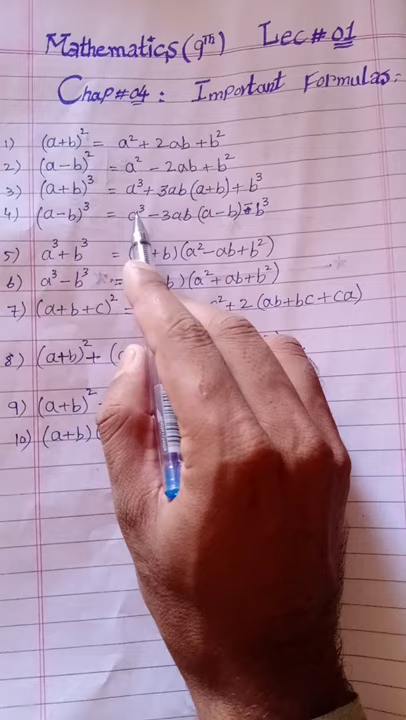 Mathematics (9th) Lec # 01
Chap # 04 : Important Formulas :
1) (a+b)² = a² + 2ab + b²
2) (a-b)² = a² - 2ab + b²
3) (a+b)³ = a³ + 3ab (a+b) + b³
4) (a-b)³ = a³ - 3ab (a-b) - b³
5) a³ + b³ = +b) (a² - ab + b²)
6) a³ - b³ = b) (a² + ab + b²)
7) (a+b+c)² = ² + 2 (ab+bc+ca)
8) (a+b)² + (
9) (a+b)²
10) (a+b) (